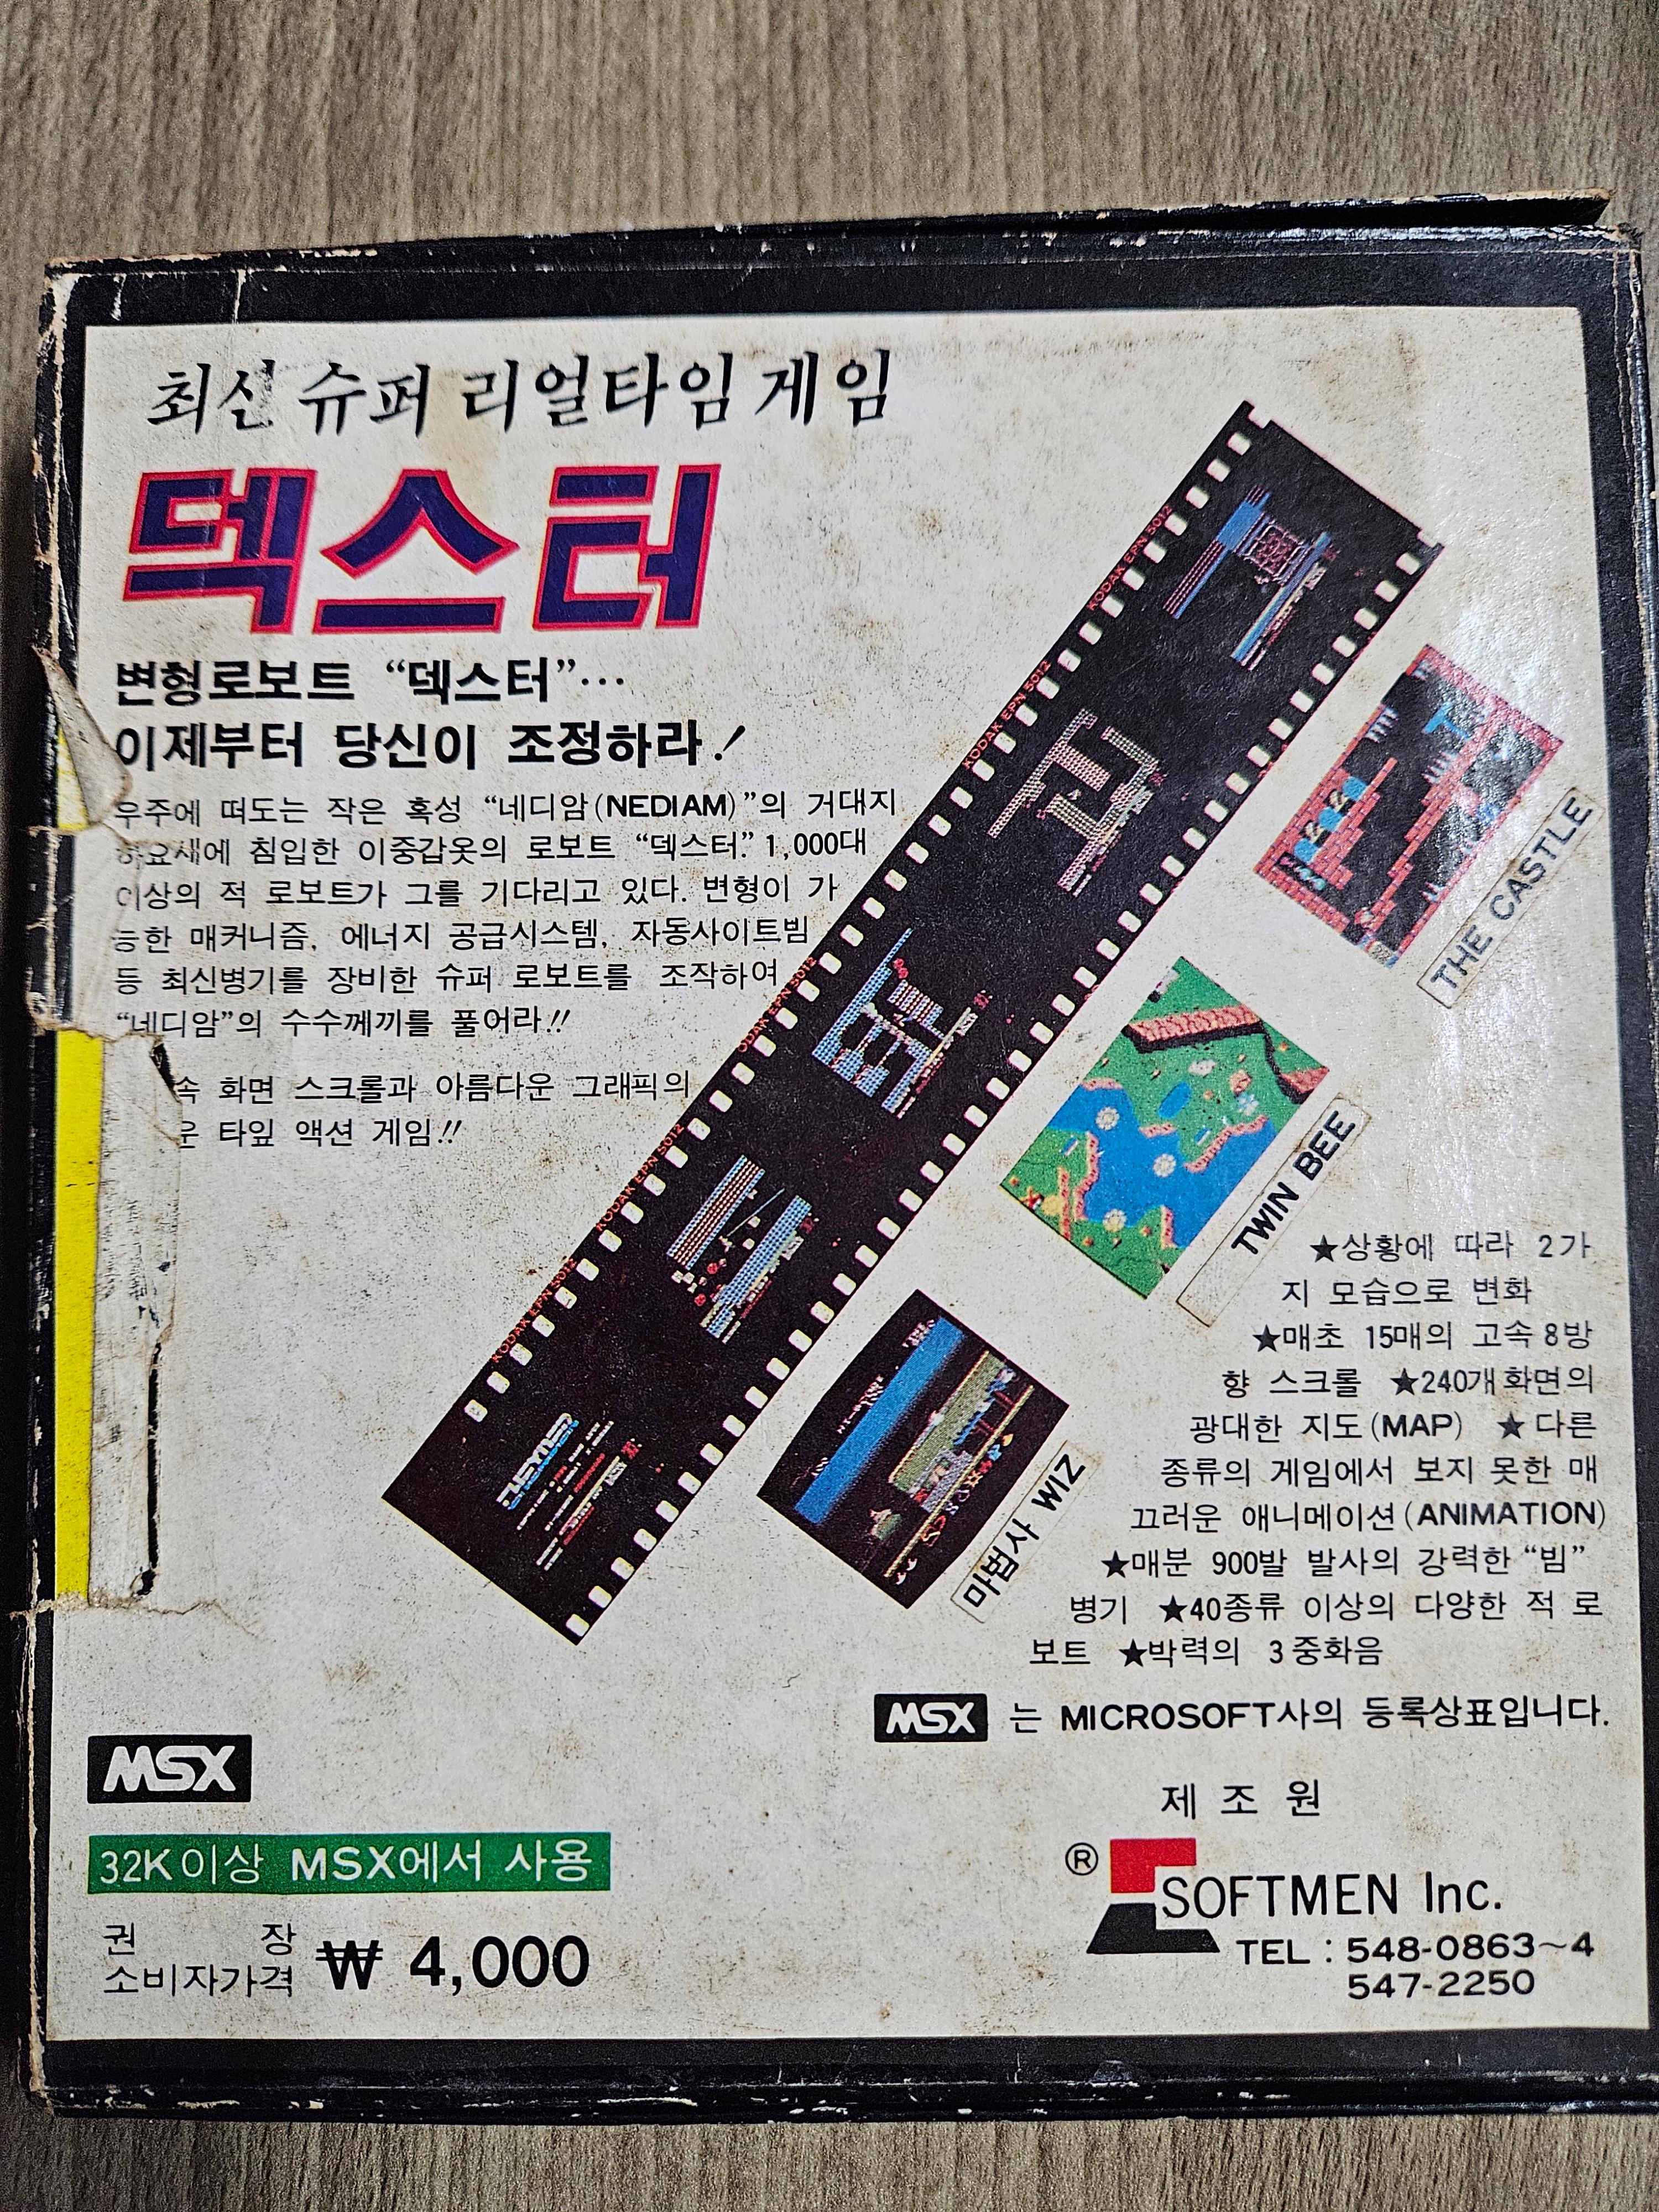 최신 슈퍼 리얼타임 게임
덱스터
변형로보트 “덱스터”…
이제부터 당신이 조정하라!
우주에 떠도는 작은 혹성 “네디암(NEDIAM)”의 거대지
하요새에 침입한 이중갑옷의 로보트 “덱스터.” 1,000대
이상의 적 로보트가 그를 기다리고 있다. 변형이 가
능한 매커니즘, 에너지 공급시스템, 자동사이트빔
등 최신병기를 장비한 슈퍼 로보트를 조작하여
“네디암”의 수수께끼를 풀어라!!
속 화면 스크롤과 아름다운 그래픽의
운 타잎 액션 게임!!
KODAK EPN 5012
KODAK EPN 5012
KODAK EPN 5012
KODAK EPN 5012
KODAK EPN 5012
THE CASTLE
TWIN BEE
마법사 WIZ
★상황에 따라 2가
지 모습으로 변화
★매초 15매의 고속 8방
향 스크롤 ★240개 화면의
광대한 지도(MAP) ★다른
종류의 게임에서 보지 못한 매
끄러운 애니메이션(ANIMATION)
★매분 900발 발사의 강력한 “빔”
병기 ★40종류 이상의 다양한 적 로
보트 ★박력의 3중화음
MSX 는 MICROSOFT사의 등록상표입니다.
MSX
32K이상 MSX에서 사용
권장
소비자가격 ₩ 4,000
제조원
® SOFTMEN Inc.
TEL : 548-0863~4
547-2250